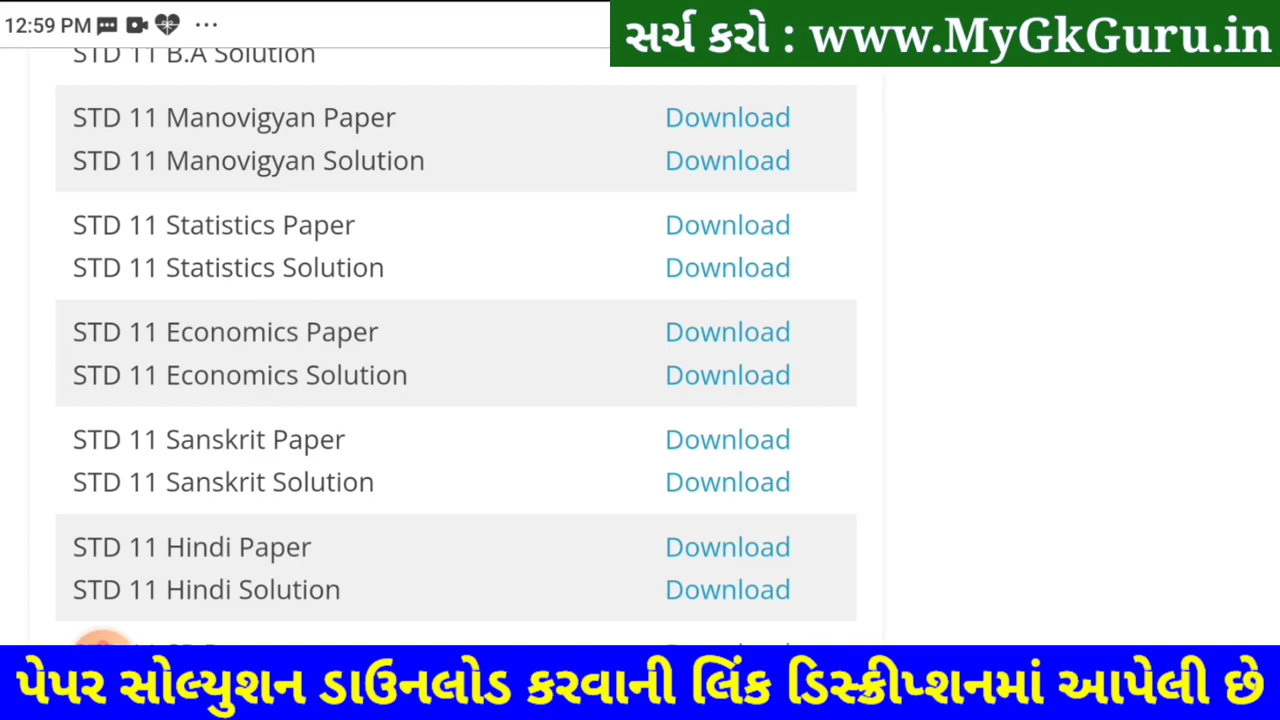 12:59 PM
સર્ચ કરો : www.MyGkGuru.in
STD 11 B.A Solution
STD 11 Manovigyan Paper Download
STD 11 Manovigyan Solution Download
STD 11 Statistics Paper Download
STD 11 Statistics Solution Download
STD 11 Economics Paper Download
STD 11 Economics Solution Download
STD 11 Sanskrit Paper Download
STD 11 Sanskrit Solution Download
STD 11 Hindi Paper Download
STD 11 Hindi Solution Download
પેપર સોલ્યુશન ડાઉનલોડ કરવાની લિંક ડિસ્ક્રીપ્શનમાં આપેલી છે